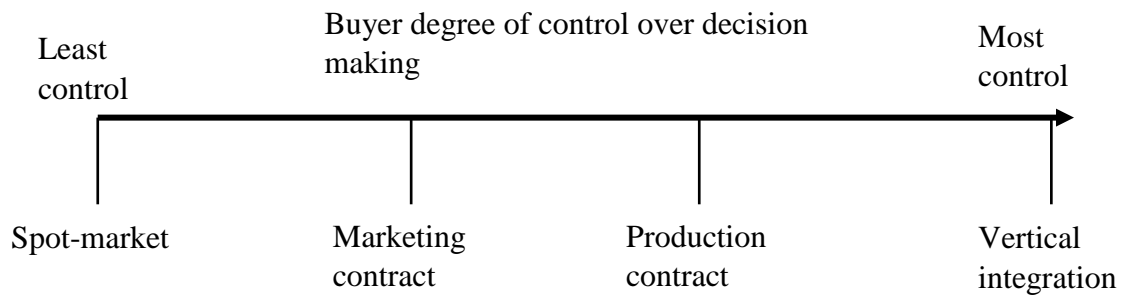 Least
control
Buyer degree of control over decision
making
Most
control
Spot-market
Marketing
contract
Production
contract
Vertical
integration